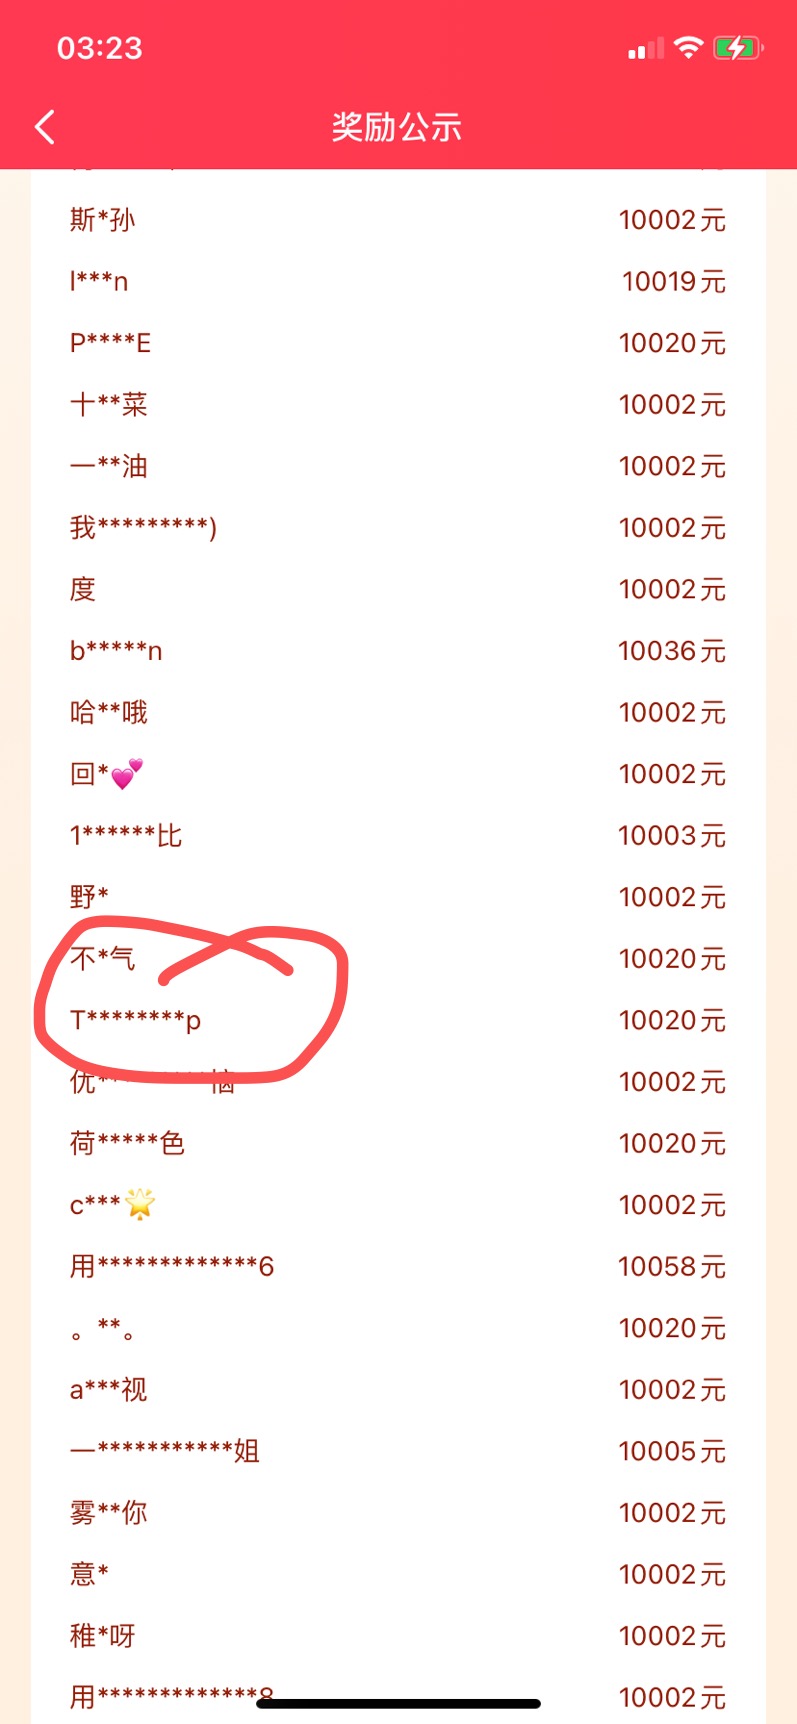 03:23
奖励公示
斯*孙 10002元
l***n 10019元
P****E 10020元
十**菜 10002元
一**油 10002元
我*********) 10002元
度 10002元
b*****n 10036元
哈**哦 10002元
回*💕 10002元
1******比 10003元
野* 10002元
不*气 10020元
T********p 10020元
优*********恼 10002元
荷*****色 10020元
c***🌟 10002元
用*************6 10058元
。**。 10020元
a***视 10002元
一***********姐 10005元
雾**你 10002元
意* 10002元
稚*呀 10002元
用*************8 10002元